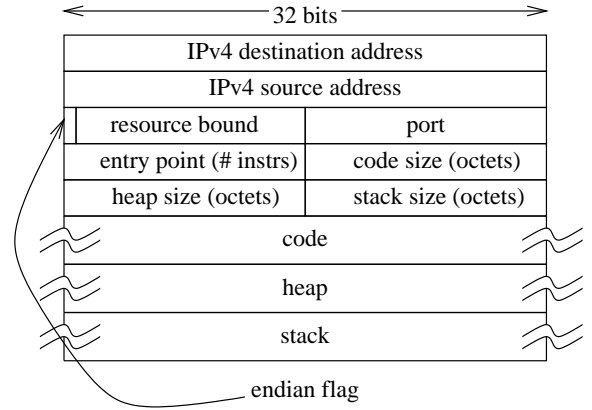 32 bits
IPv4 destination address
IPv4 source address
resource bound port
entry point (# instrs) code size (octets)
heap size (octets) stack size (octets)
code
heap
stack
endian flag